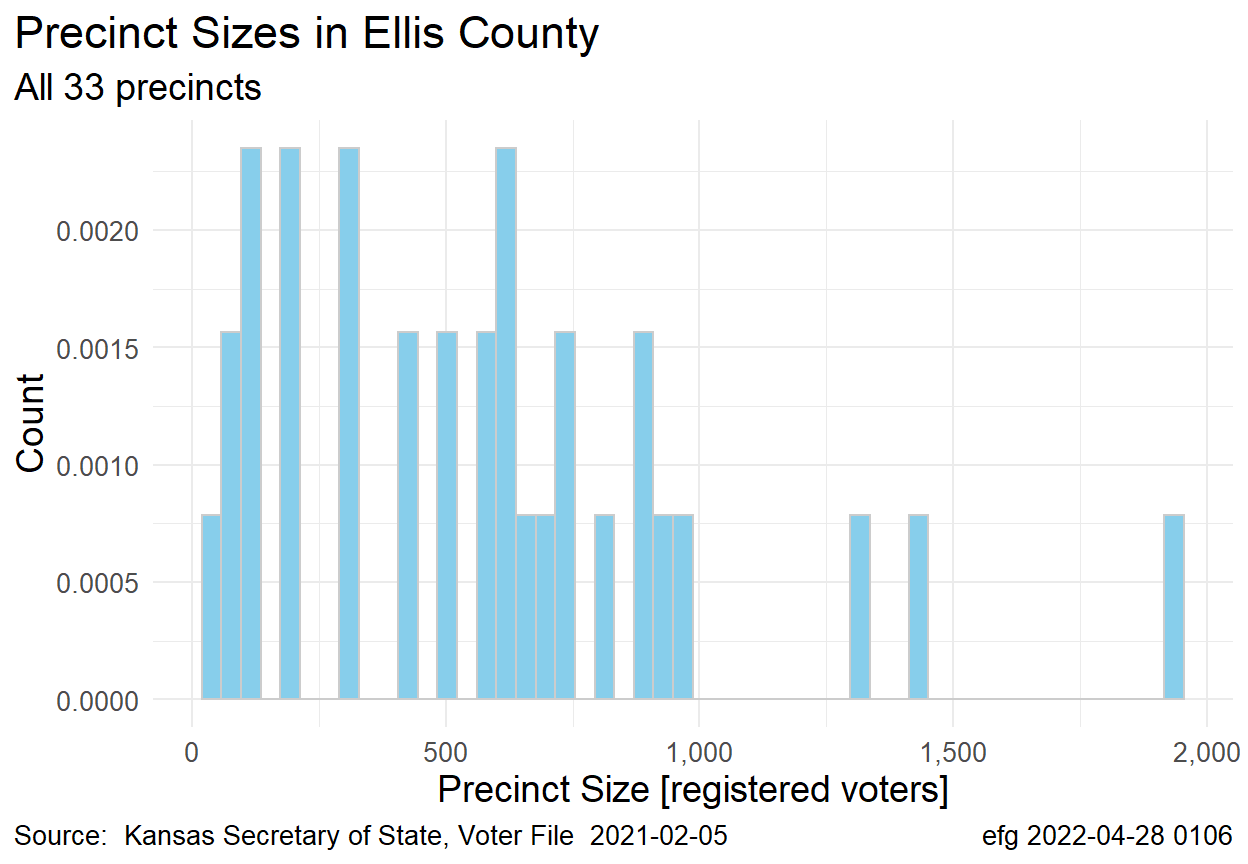 Precinct Sizes in Ellis County
All 33 precincts
0.0020
0.0015
0.0010
0.0005
0.0000
Count
0 500 1,000 1,500 2,000
Precinct Size [registered voters]
Source:  Kansas Secretary of State, Voter File  2021-02-05 efg 2022-04-28 0106